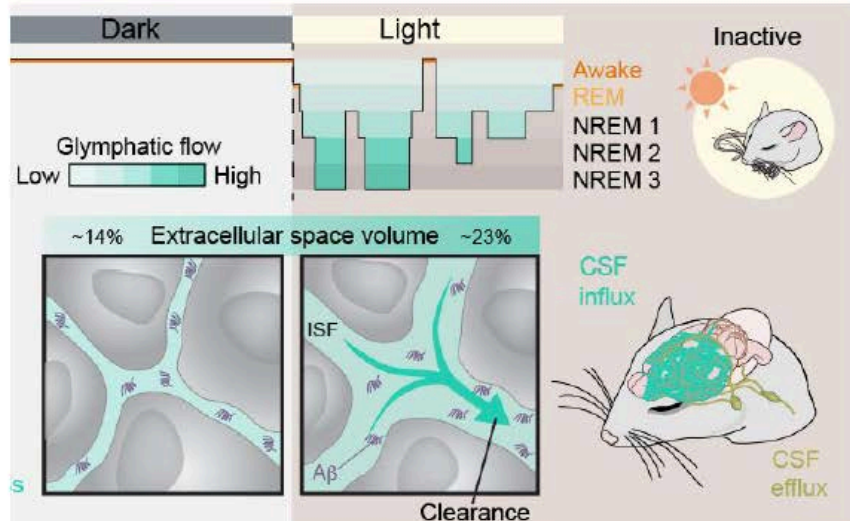 Dark
Light
Inactive
Awake
REM
NREM 1
NREM 2
NREM 3
Glymphatic flow
Low
High
~14% Extracellular space volume ~23%
ISF
Aβ
Clearance
CSF
influx
CSF
efflux
s